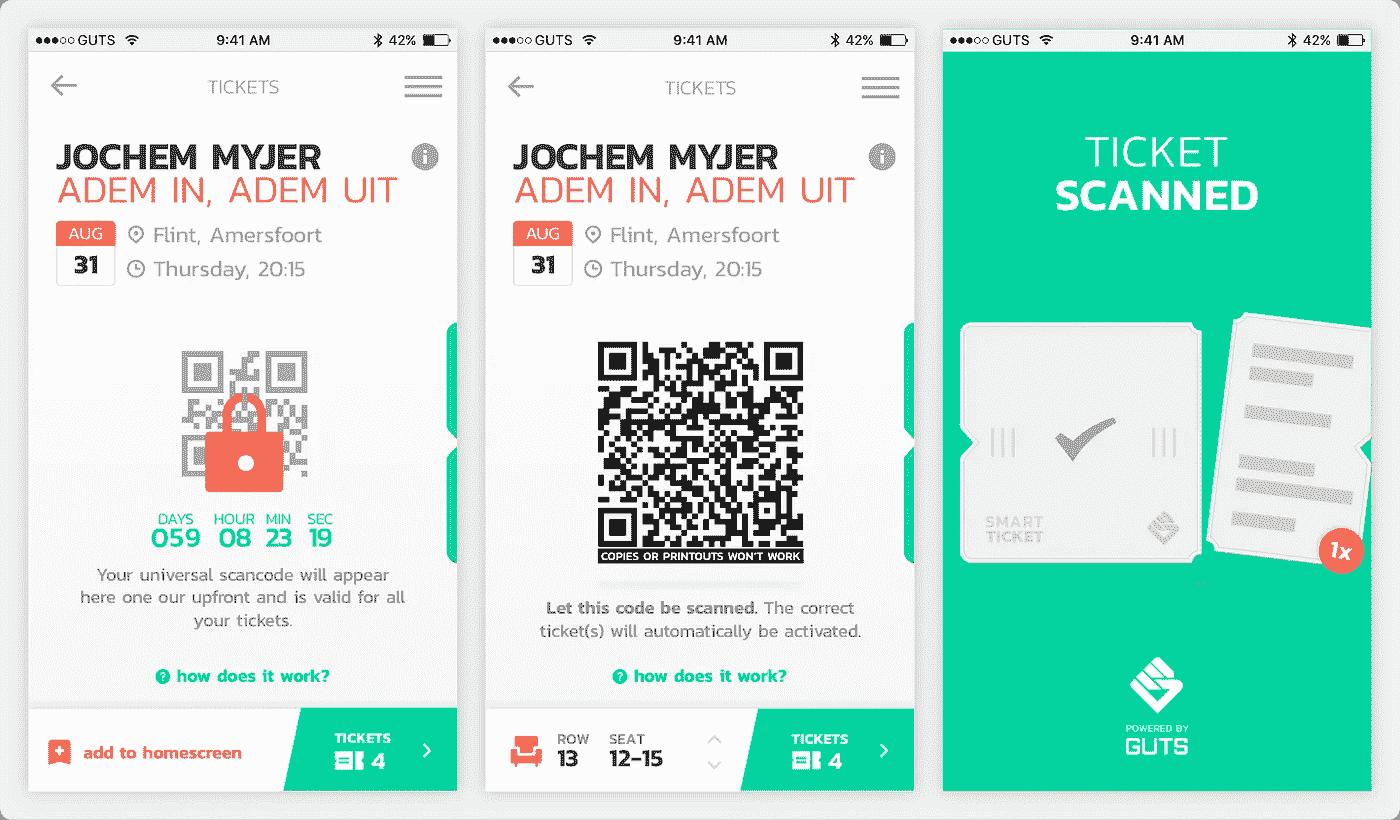 GUTS 9:41 AM 42%
TICKETS
JOCHEM MYJER
ADEM IN, ADEM UIT
AUG
31
Flint, Amersfoort
Thursday, 20:15
DAYS HOUR MIN SEC
059 08 23 19
Your universal scancode will appear
here one our upfront and is valid for all
your tickets.
how does it work?
add to homescreen
TICKETS
4
GUTS 9:41 AM 42%
TICKETS
JOCHEM MYJER
ADEM IN, ADEM UIT
AUG
31
Flint, Amersfoort
Thursday, 20:15
COPIES OR PRINTOUTS WON'T WORK
Let this code be scanned. The correct
ticket(s) will automatically be activated.
how does it work?
ROW SEAT
13 12-15
TICKETS
4
GUTS 9:41 AM 42%
TICKET
SCANNED
SMART
TICKET
1x
POWERED BY
GUTS